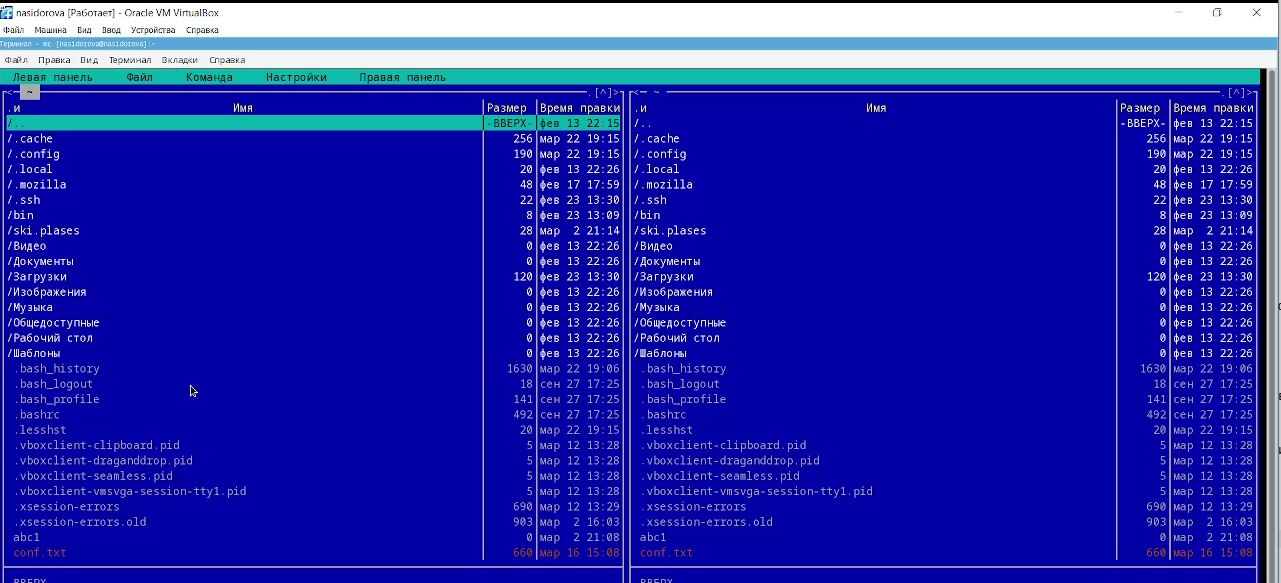 nasidorova [Работает] - Oracle VM VirtualBox
Файл Машина Вид Ввод Устройства Справка
Терминал - mc [nasidorova@nasidorova]:~
Файл Правка Вид Терминал Вкладки Справка
Левая панель Файл Команда Настройки Правая панель
<- ~ .[^]> <- ~ .[^]>
.и Имя Размер Время правки .и Имя Размер Время правки
/.. -ВВЕРХ- фев 13 22:15 /.. -ВВЕРХ- фев 13 22:15
/.cache 256 мар 22 19:15 /.cache 256 мар 22 19:15
/.config 190 мар 22 19:15 /.config 190 мар 22 19:15
/.local 20 фев 13 22:26 /.local 20 фев 13 22:26
/.mozilla 48 фев 17 17:59 /.mozilla 48 фев 17 17:59
/.ssh 22 фев 23 13:30 /.ssh 22 фев 23 13:30
/bin 8 фев 23 13:09 /bin 8 фев 23 13:09
/ski.plases 28 мар 2 21:14 /ski.plases 28 мар 2 21:14
/Видео 0 фев 13 22:26 /Видео 0 фев 13 22:26
/Документы 0 фев 13 22:26 /Документы 0 фев 13 22:26
/Загрузки 120 фев 23 13:30 /Загрузки 120 фев 23 13:30
/Изображения 0 фев 13 22:26 /Изображения 0 фев 13 22:26
/Музыка 0 фев 13 22:26 /Музыка 0 фев 13 22:26
/Общедоступные 0 фев 13 22:26 /Общедоступные 0 фев 13 22:26
/Рабочий стол 0 фев 13 22:26 /Рабочий стол 0 фев 13 22:26
/Шаблоны 0 фев 13 22:26 /Шаблоны 0 фев 13 22:26
.bash_history 1630 мар 22 19:06 .bash_history 1630 мар 22 19:06
.bash_logout 18 сен 27 17:25 .bash_logout 18 сен 27 17:25
.bash_profile 141 сен 27 17:25 .bash_profile 141 сен 27 17:25
.bashrc 492 сен 27 17:25 .bashrc 492 сен 27 17:25
.lesshst 20 мар 22 19:15 .lesshst 20 мар 22 19:15
.vboxclient-clipboard.pid 5 мар 12 13:28 .vboxclient-clipboard.pid 5 мар 12 13:28
.vboxclient-draganddrop.pid 5 мар 12 13:28 .vboxclient-draganddrop.pid 5 мар 12 13:28
.vboxclient-seamless.pid 5 мар 12 13:28 .vboxclient-seamless.pid 5 мар 12 13:28
.vboxclient-vmsvga-session-tty1.pid 5 мар 12 13:28 .vboxclient-vmsvga-session-tty1.pid 5 мар 12 13:28
.xsession-errors 690 мар 12 13:29 .xsession-errors 690 мар 12 13:29
.xsession-errors.old 903 мар 2 16:03 .xsession-errors.old 903 мар 2 16:03
abc1 0 мар 2 21:08 abc1 0 мар 2 21:08
conf.txt 660 мар 16 15:08 conf.txt 660 мар 16 15:08
-ВВЕРХ- -ВВЕРХ-